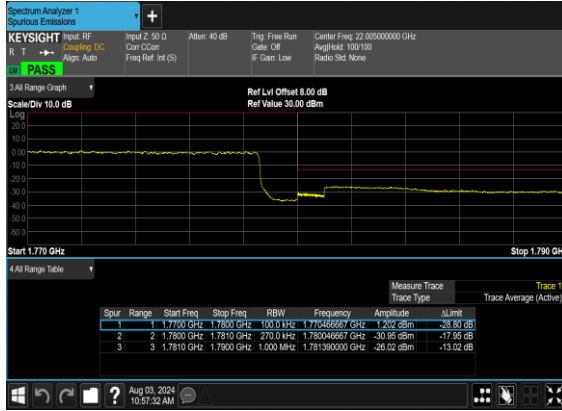 Spectrum Analyzer 1
Spurious Emissions
+
KEYSIGHT Input: RF Input Z: 50 Ω Atten: 40 dB Trig: Free Run Center Freq: 22.005000000 GHz
R T Coupling: DC Corr CCorr Gate: Off Avg|Hold: 100/100
Align: Auto Freq Ref: Int (S) IF Gain: Low Radio Std: None
PASS
3 All Range Graph Ref Lvl Offset 8.00 dB
Scale/Div 10.0 dB Ref Value 30.00 dBm
Log
20.0
10.0
0.00
-10.0
-20.0
-30.0
-40.0
-50.0
-60.0
Start 1.770 GHz Stop 1.790 GH
4 All Range Table
Measure Trace Trace 1
Trace Type Trace Average (Active)
Spur Range Start Freq Stop Freq RBW Frequency Amplitude ΔLimit
1 1 1.7700 GHz 1.7800 GHz 100.0 kHz 1.770466667 GHz 1.202 dBm -28.80 dB
2 2 1.7800 GHz 1.7810 GHz 270.0 kHz 1.780046667 GHz -30.95 dBm -17.95 dB
3 3 1.7810 GHz 1.7900 GHz 1.000 MHz 1.781390000 GHz -26.02 dBm -13.02 dB
? Aug 03, 2024
10:57:32 AM